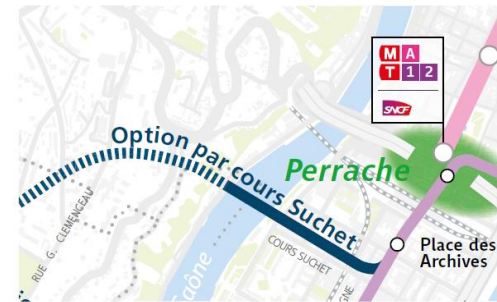 M A
T 1 2
SNCF
Option par cours Suchet
Perrache
Place des
Archives
RUE G. CLEMENCEAU
COURS SUCHET
Saône